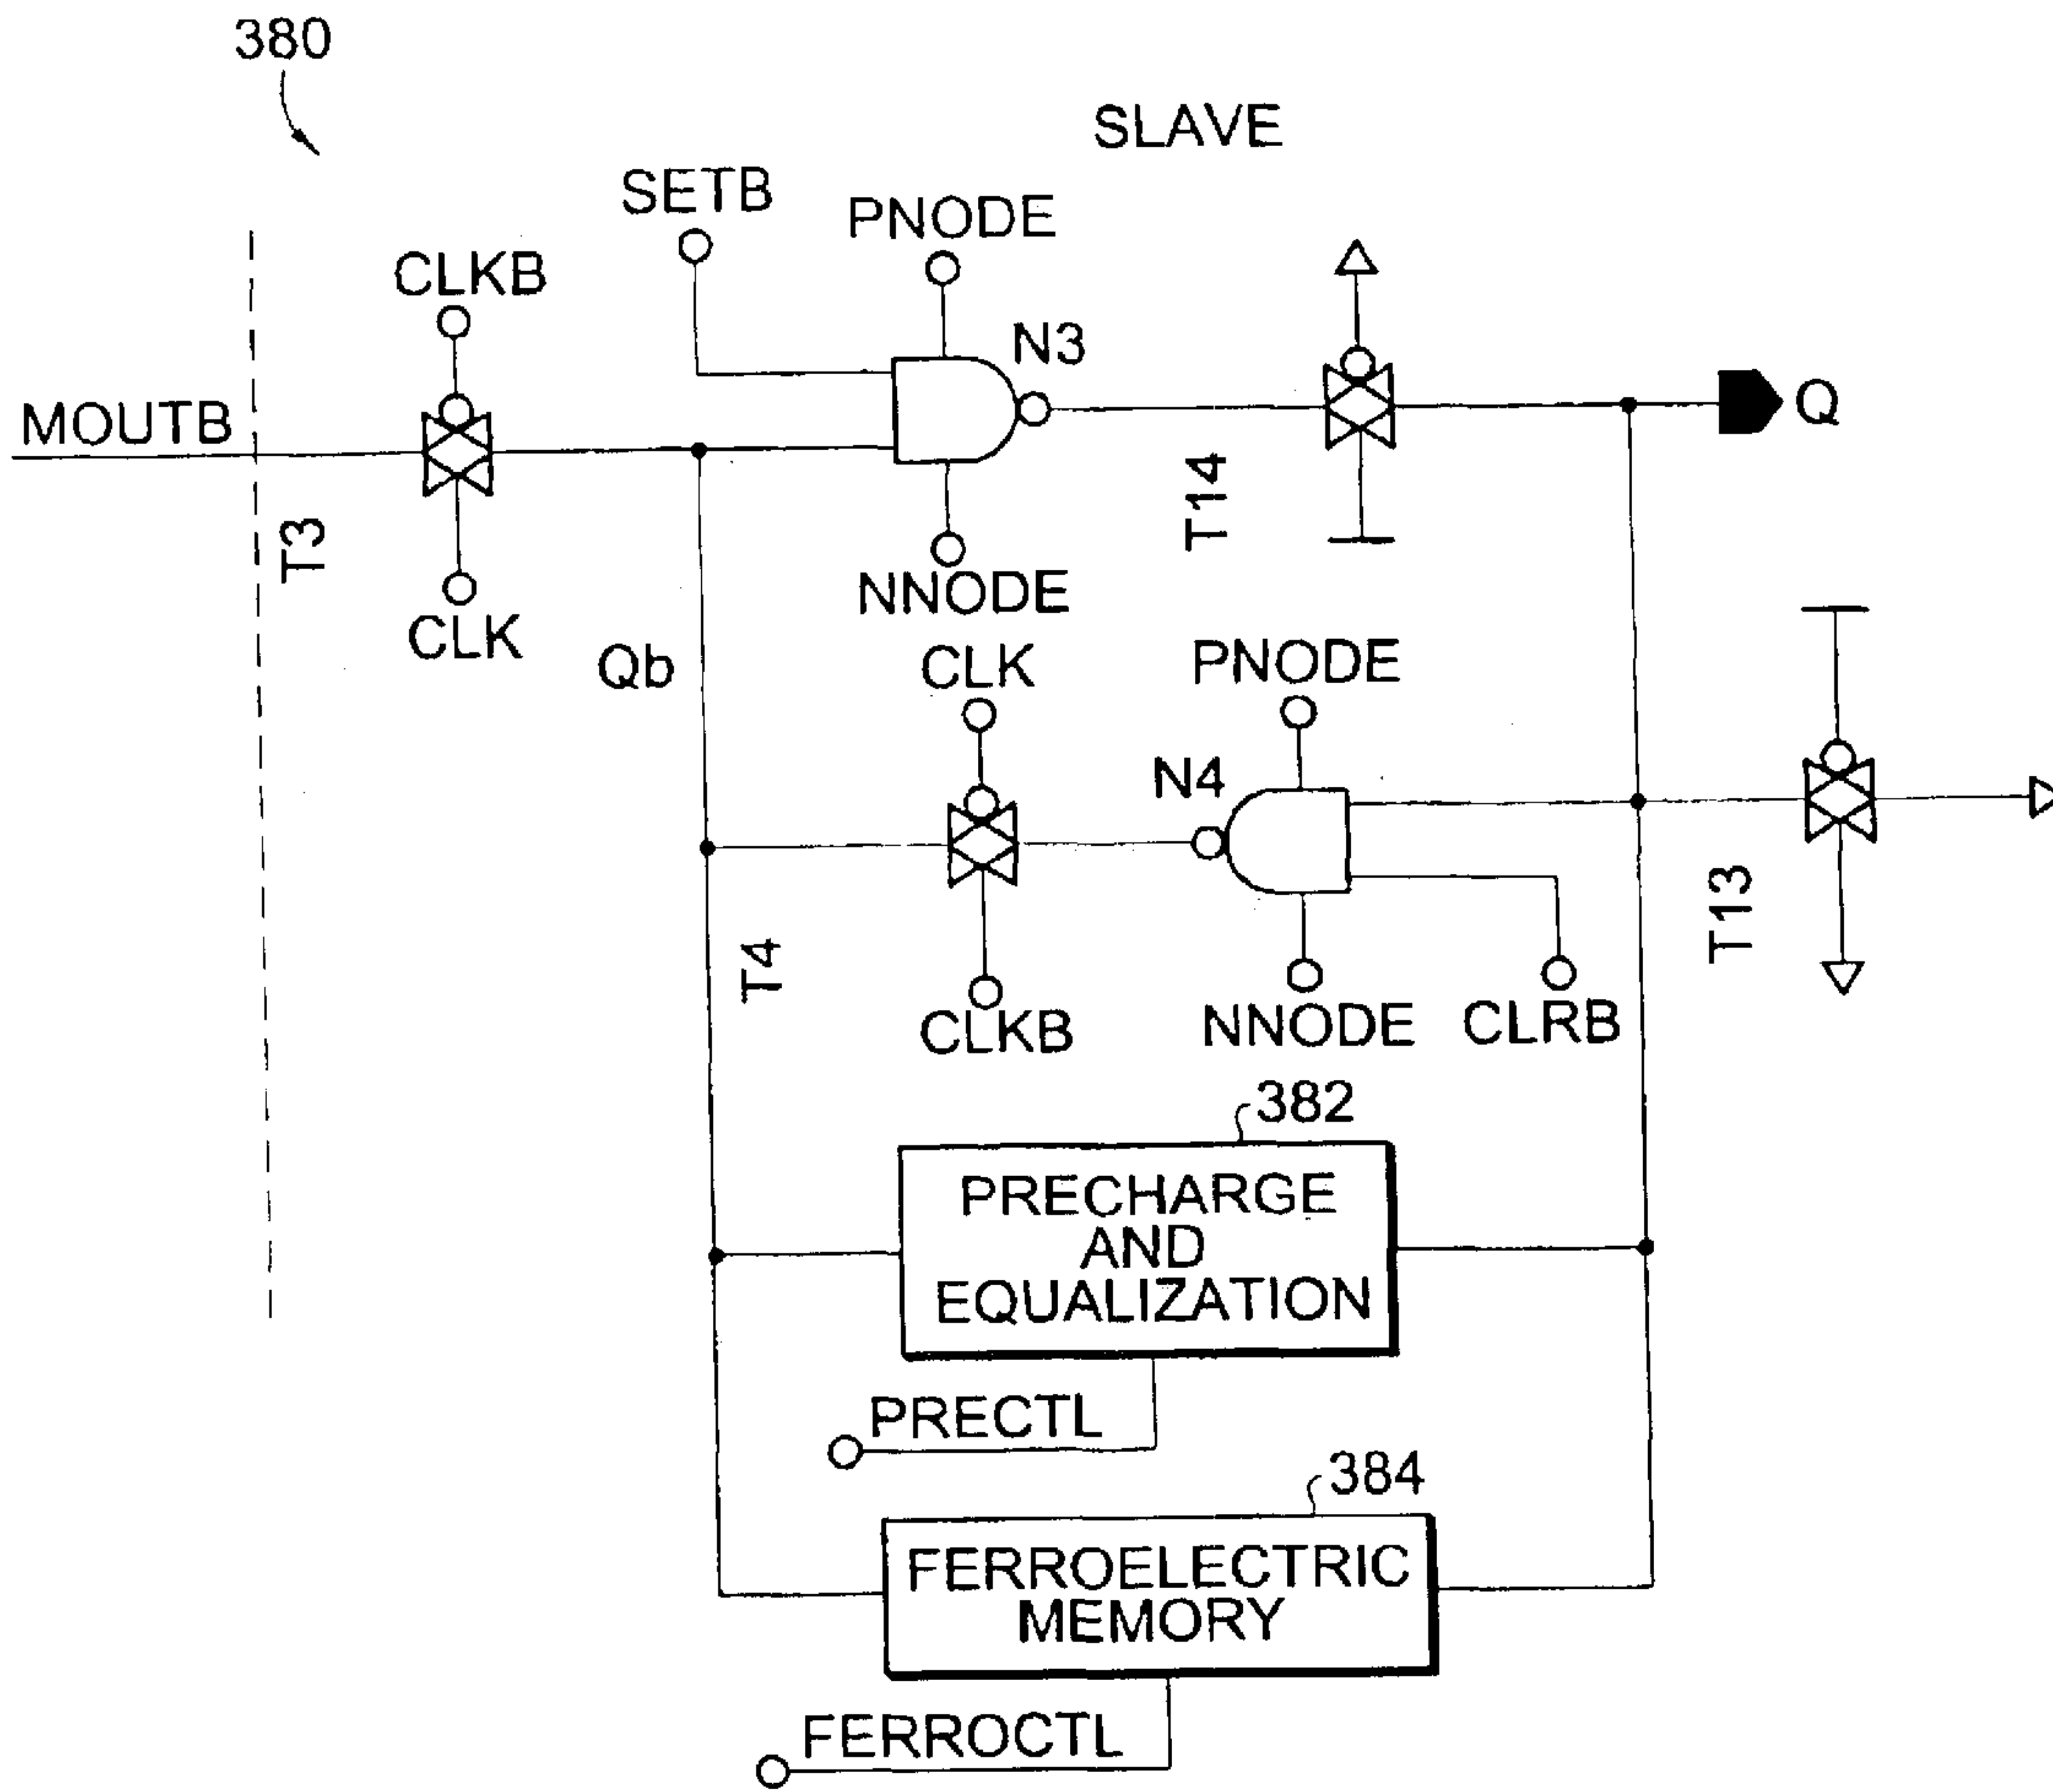 380
SLAVE
SETB
PNODE
CLKB
N3
MOUTB
Q
T14
T3
NNODE
CLK
Qb
CLK
PNODE
N4
T13
T4
CLKB
NNODE
CLRB
382
PRECHARGE
AND
EQUALIZATION
PRECTL
384
FERROELECTRIC
MEMORY
FERROCTL